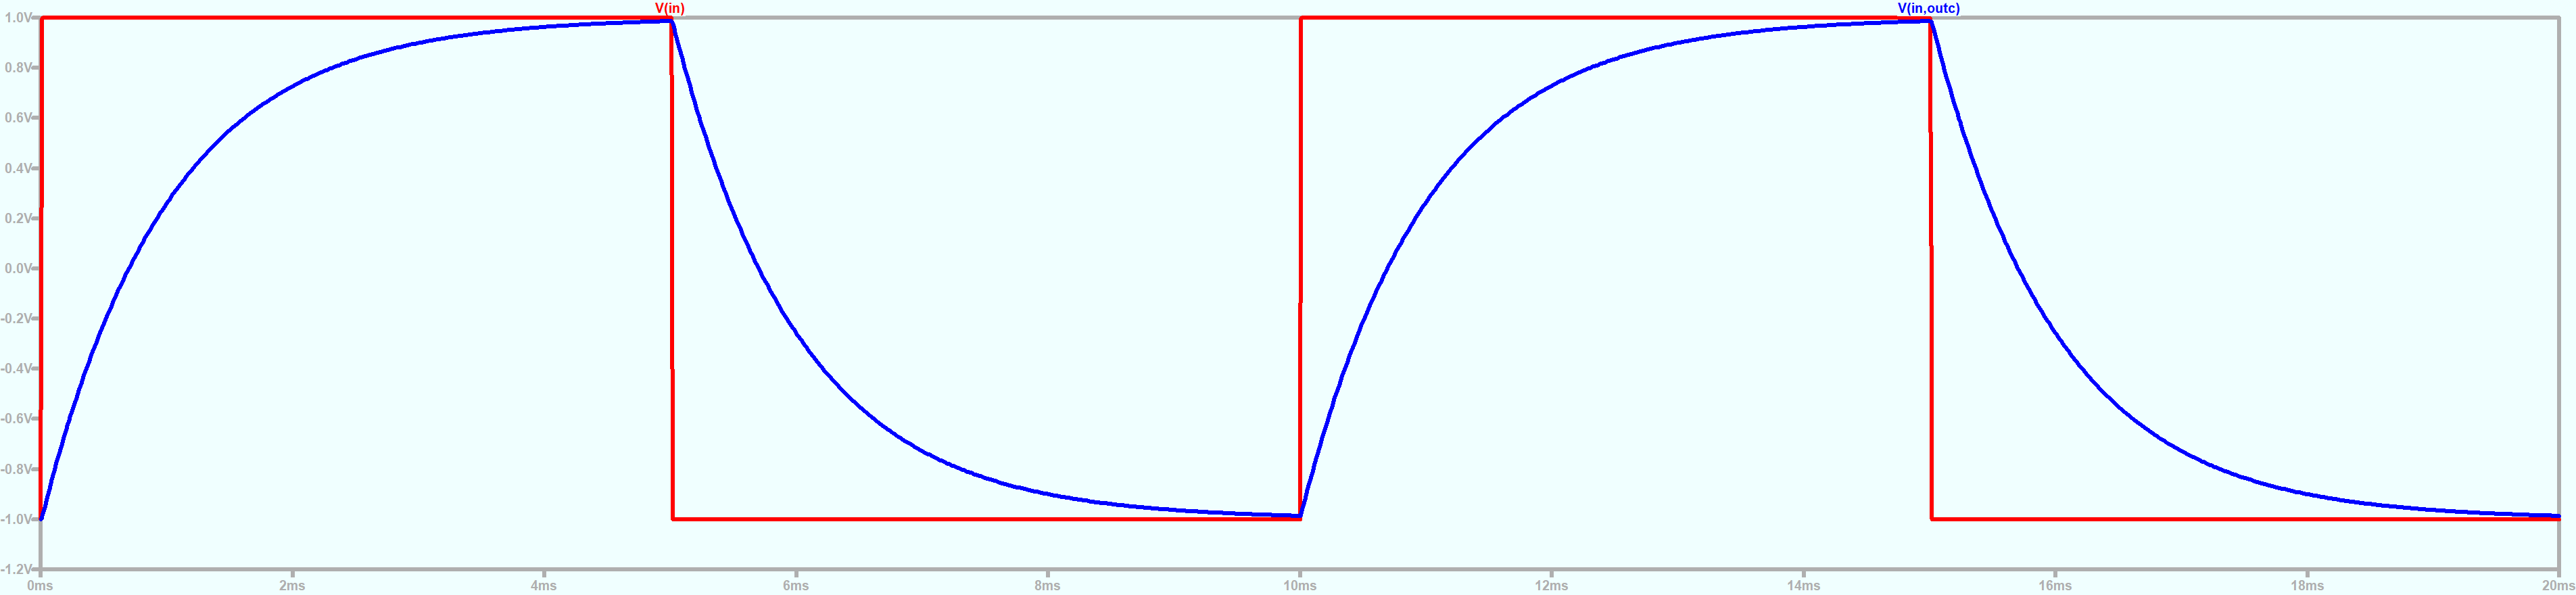 V(in) V(in,outc)
1.0V
0.8V
0.6V
0.4V
0.2V
0.0V
-0.2V
-0.4V
-0.6V
-0.8V
-1.0V
-1.2V
0ms 2ms 4ms 6ms 8ms 10ms 12ms 14ms 16ms 18ms 20ms